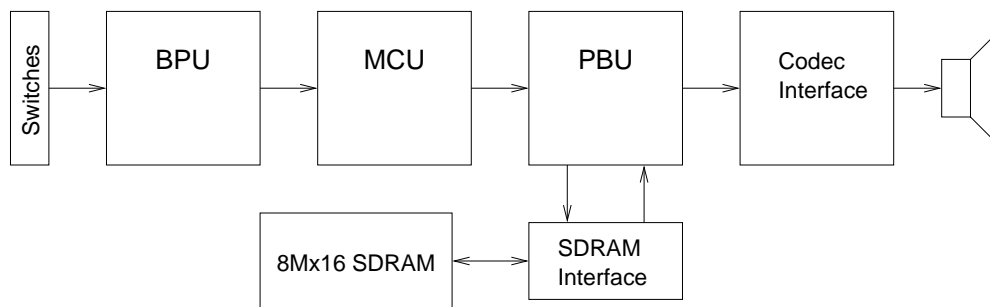 Switches
BPU
MCU
PBU
Codec
Interface
8Mx16 SDRAM
SDRAM
Interface